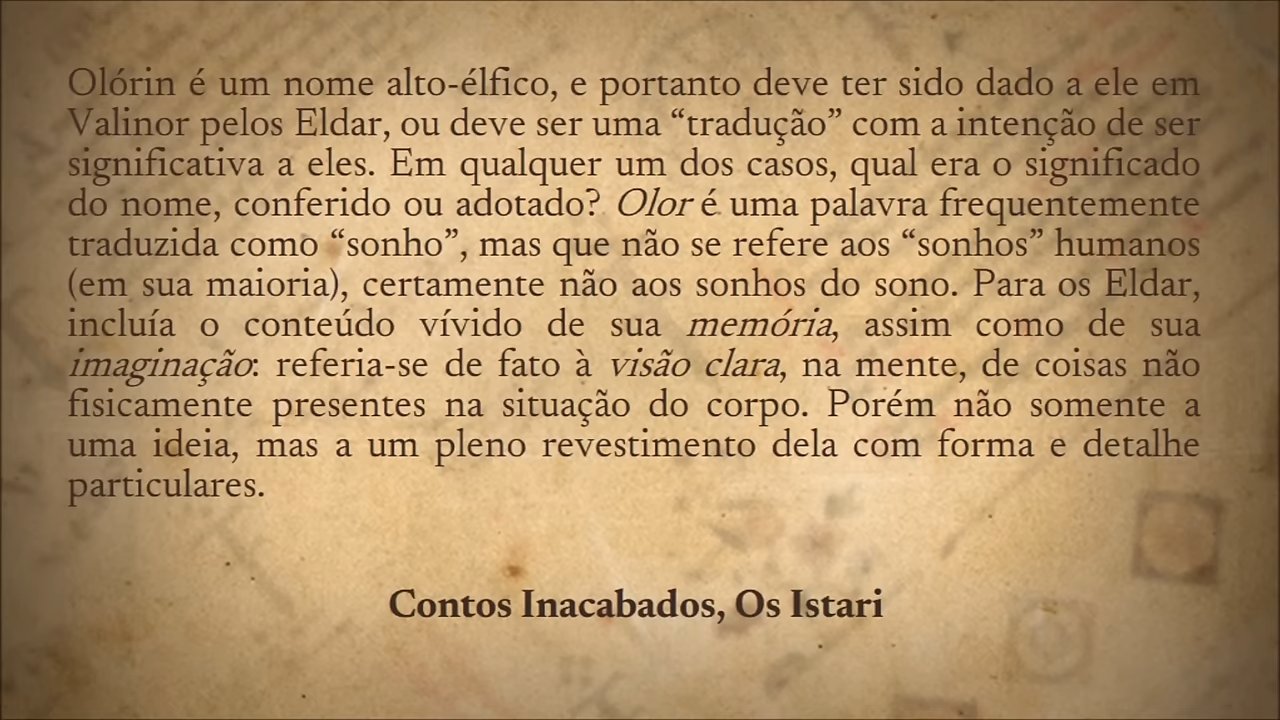 Olórin é um nome alto-élfico, e portanto deve ter sido dado a ele em
Valinor pelos Eldar, ou deve ser uma “tradução” com a intenção de ser
significativa a eles. Em qualquer um dos casos, qual era o significado
do nome, conferido ou adotado? Olor é uma palavra frequentemente
traduzida como “sonho”, mas que não se refere aos “sonhos” humanos
(em sua maioria), certamente não aos sonhos do sono. Para os Eldar,
incluía o conteúdo vívido de sua memória, assim como de sua
imaginação: referia-se de fato à visão clara, na mente, de coisas não
fisicamente presentes na situação do corpo. Porém não somente a
uma ideia, mas a um pleno revestimento dela com forma e detalhe
particulares.
Contos Inacabados, Os Istari